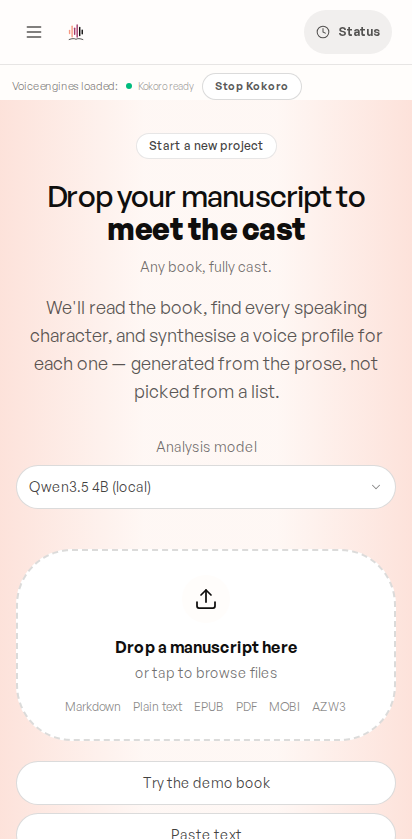 Status
Voice engines loaded: Kokoro ready Stop Kokoro
Start a new project
Drop your manuscript to
meet the cast
Any book, fully cast.
We'll read the book, find every speaking
character, and synthesise a voice profile for
each one — generated from the prose, not
picked from a list.
Analysis model
Qwen3.5 4B (local)
Drop a manuscript here
or tap to browse files
Markdown Plain text EPUB PDF MOBI AZW3
Try the demo book
Paste text